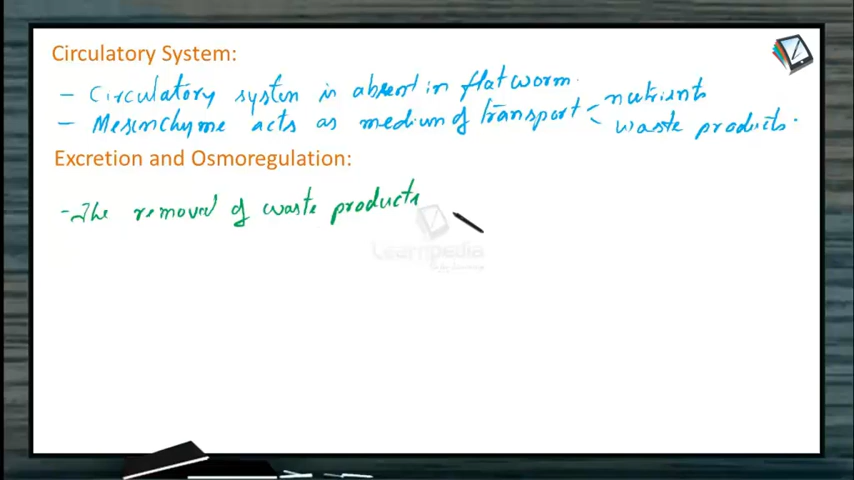 Circulatory System:
- Circulatory system is absent in flatworm.
- Mesenchyme acts as medium of transport < nutrients
waste products.
Excretion and Osmoregulation:
- The removal of waste products
Learnpedia